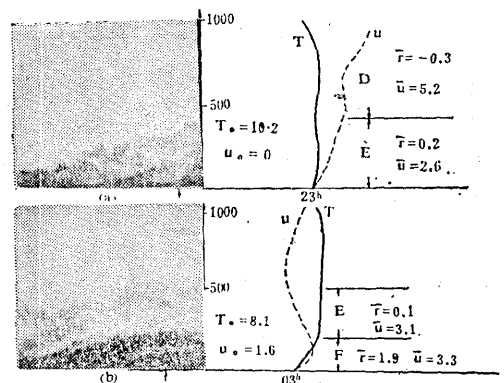 1000
T
u
r̄ = −0.3
D
ū = 5.2
500
T₀ = 10.2
r̄ = 0.2
E
u₀ = 0
ū = 2.6
(a)
23ʰ
1000
u
T
500
E
r̄ = 0.1
T₀ = 8.1
ū = 3.1
u₀ = 1.6
F
r̄ = 1.9 ū = 3.3
(b)
03ʰ